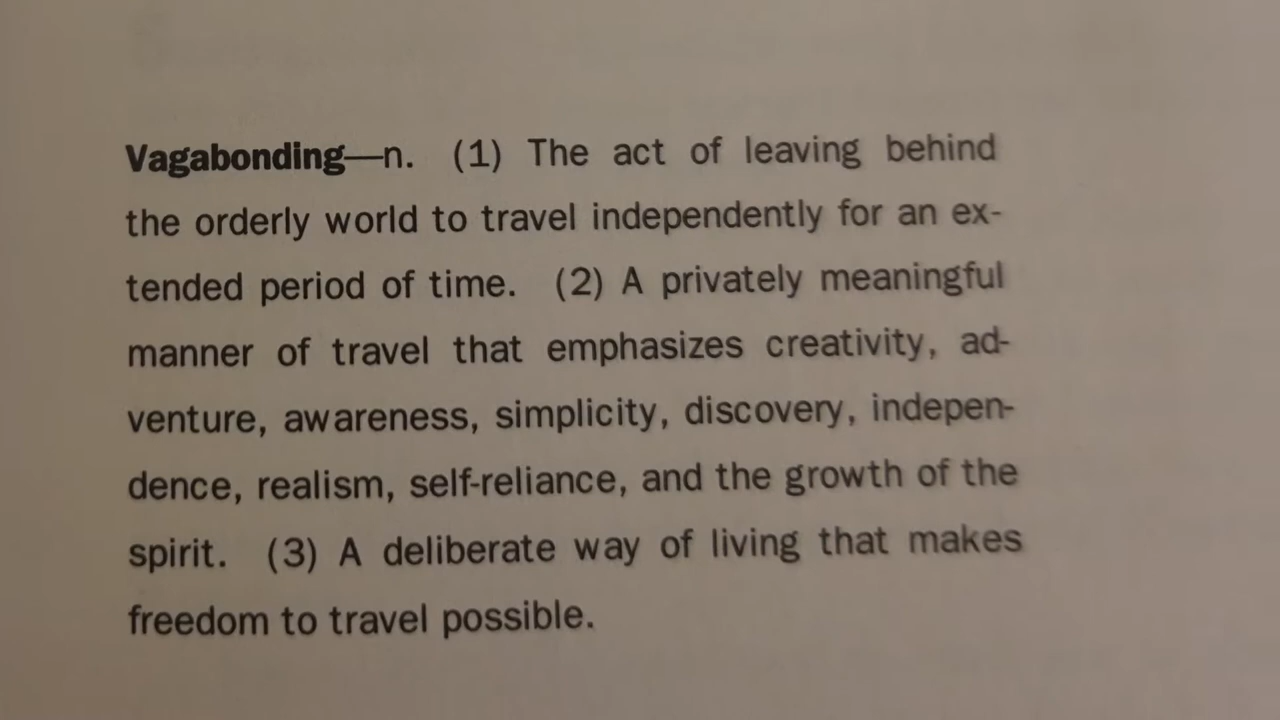 Vagabonding—n. (1) The act of leaving behind
the orderly world to travel independently for an ex-
tended period of time. (2) A privately meaningful
manner of travel that emphasizes creativity, ad-
venture, awareness, simplicity, discovery, indepen-
dence, realism, self-reliance, and the growth of the
spirit. (3) A deliberate way of living that makes
freedom to travel possible.